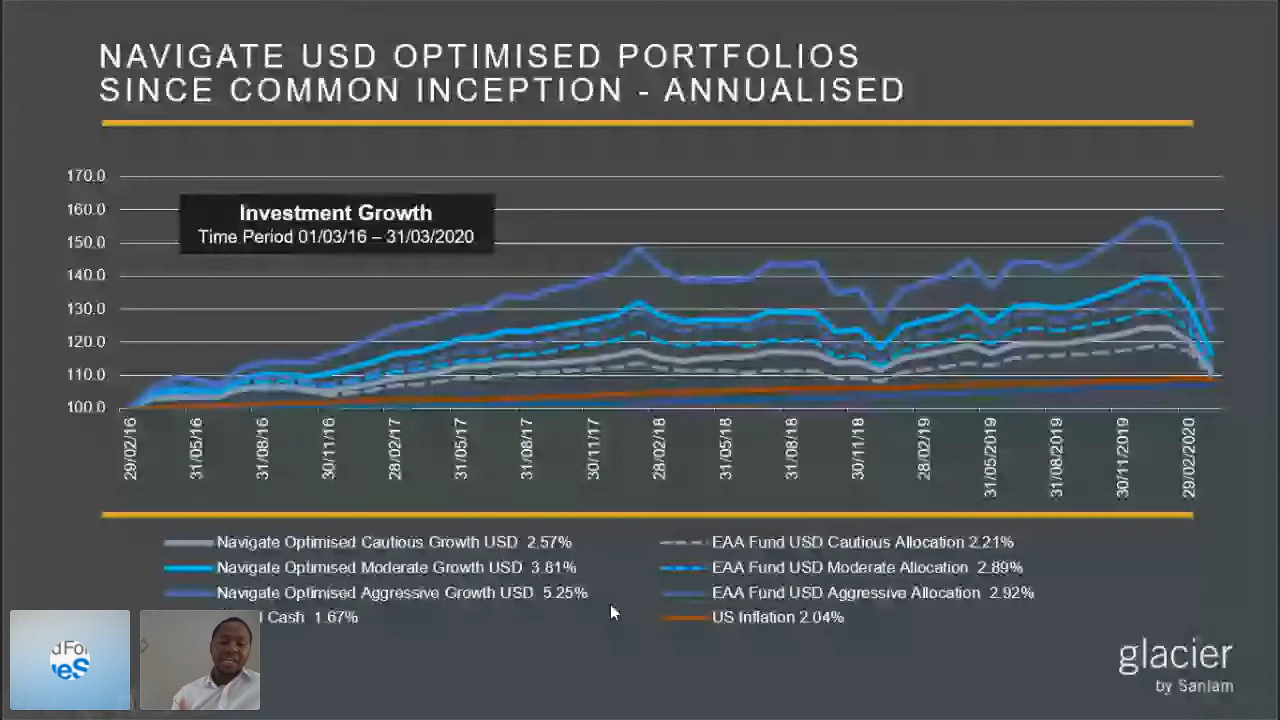 NAVIGATE USD OPTIMISED PORTFOLIOS
SINCE COMMON INCEPTION - ANNUALISED
170.0
160.0
150.0
140.0
130.0
120.0
110.0
100.0
Investment Growth
Time Period 01/03/16 – 31/03/2020
29/02/16
31/05/16
31/08/16
30/11/16
28/02/17
31/05/17
31/08/17
30/11/17
28/02/18
31/05/18
31/08/18
30/11/18
28/02/19
31/05/2019
31/08/2019
30/11/2019
29/02/2020
Navigate Optimised Cautious Growth USD 2.57%
EAA Fund USD Cautious Allocation 2.21%
Navigate Optimised Moderate Growth USD 3.81%
EAA Fund USD Moderate Allocation 2.89%
Navigate Optimised Aggressive Growth USD 5.25%
EAA Fund USD Aggressive Allocation 2.92%
Cash 1.67%
US Inflation 2.04%
glacier
by Sanlam